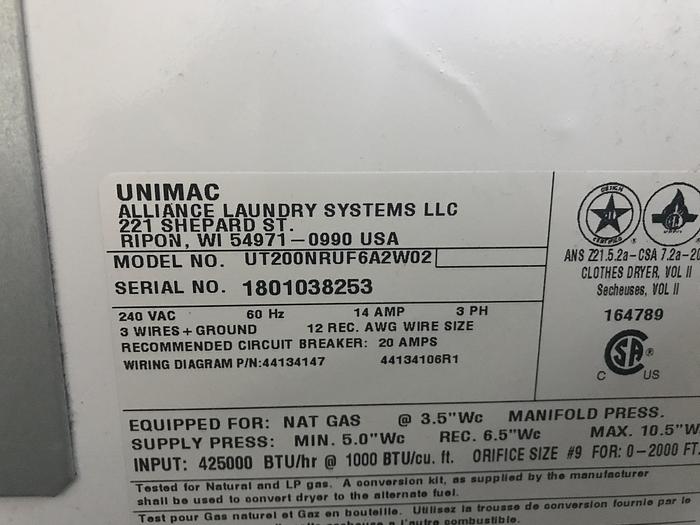 UNIMAC
ALLIANCE LAUNDRY SYSTEMS LLC
221 SHEPARD ST.
RIPON, WI 54971-0990 USA
MODEL NO. UT200NRUF6A2W02
SERIAL NO. 1801038253
240 VAC 60 Hz 14 AMP 3 PH
3 WIRES + GROUND 12 REC. AWG WIRE SIZE
RECOMMENDED CIRCUIT BREAKER: 20 AMPS
WIRING DIAGRAM P/N:44134147 44134106R1
DESIGN
CERTIFIED
ANS Z21.5.2a-CSA 7.2a-20
CLOTHES DRYER, VOL II
Secheuses, VOL II
164789
CSA ®
C US
EQUIPPED FOR: NAT GAS @ 3.5"Wc MANIFOLD PRESS.
SUPPLY PRESS: MIN. 5.0"Wc REC. 6.5"Wc MAX. 10.5"W
INPUT: 425000 BTU/hr @ 1000 BTU/cu. ft. ORIFICE SIZE #9 FOR: 0-2000 FT.
Tested for Natural and LP gas. A conversion kit, as supplied by the manufacturer
shall be used to convert dryer to the alternate fuel.
Test pour Gas naturel et Gaz en bouteille. Utilisez la trousse de conversion fournie par le
secheuse a l'autre combustible.